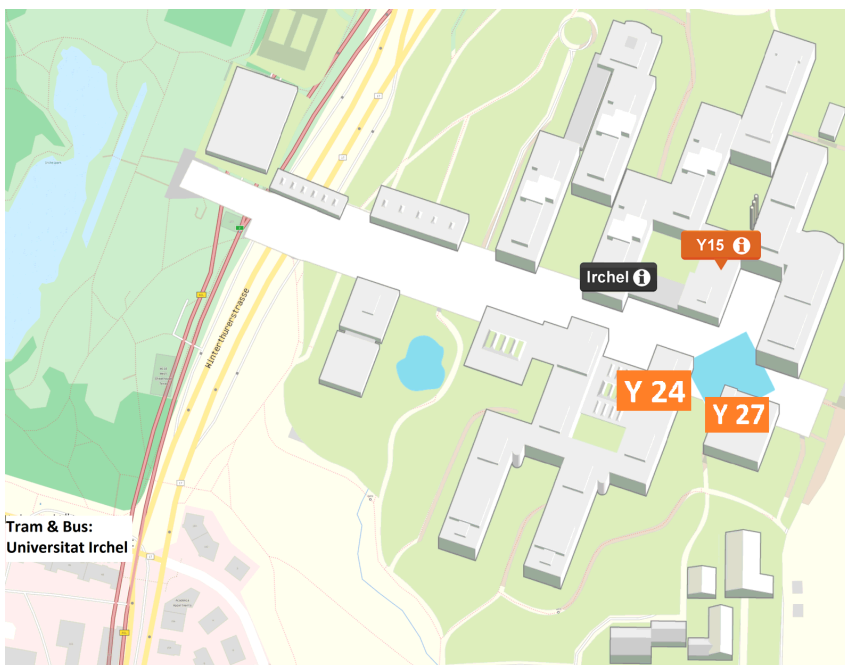 Y15
Irchel
Winterthurerstrasse
Y 24
Y 27
Tram & Bus:
Universitat Irchel